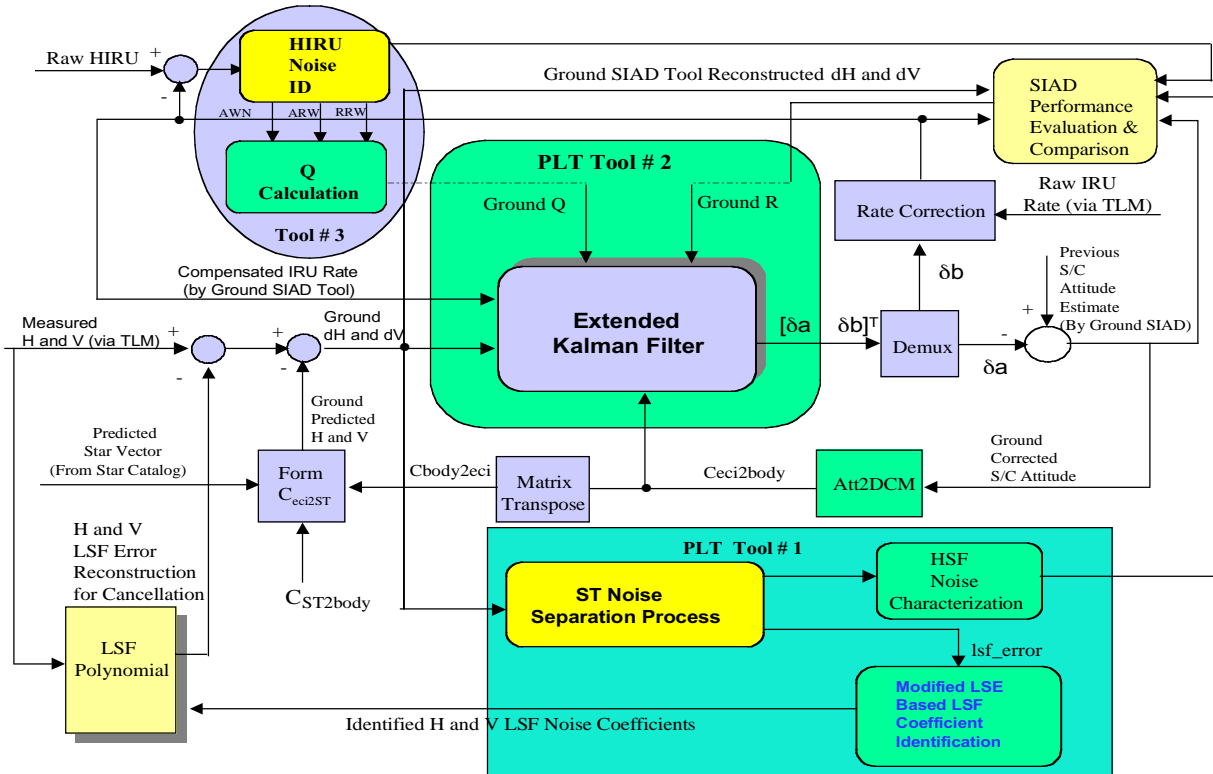 Raw HIRU
+
-
HIRU
Noise
ID
AWN
ARW
RRW
Q
Calculation
Tool # 3
Ground SIAD Tool Reconstructed dH and dV
SIAD
Performance
Evaluation &
Comparison
PLT Tool # 2
Ground Q
Ground R
Rate Correction
Raw IRU
Rate (via TLM)
Compensated IRU Rate
(by Ground SIAD Tool)
Measured
H and V (via TLM)
+
-
+
-
Ground
dH and dV
Extended
Kalman Filter
[δa
δb]ᵀ
δb
Demux
-
δa
+
Previous
S/C
Attitude
Estimate
(By Ground SIAD)
Ground
Predicted
H and V
Predicted
Star Vector
(From Star Catalog)
Form
Ceci2ST
Cbody2eci
Matrix
Transpose
Ceci2body
Att2DCM
Ground
Corrected
S/C Attitude
CST2body
H and V
LSF Error
Reconstruction
for Cancellation
LSF
Polynomial
PLT Tool # 1
ST Noise
Separation Process
HSF
Noise
Characterization
lsf_error
Modified LSE
Based LSF
Coefficient
Identification
Identified H and V LSF Noise Coefficients